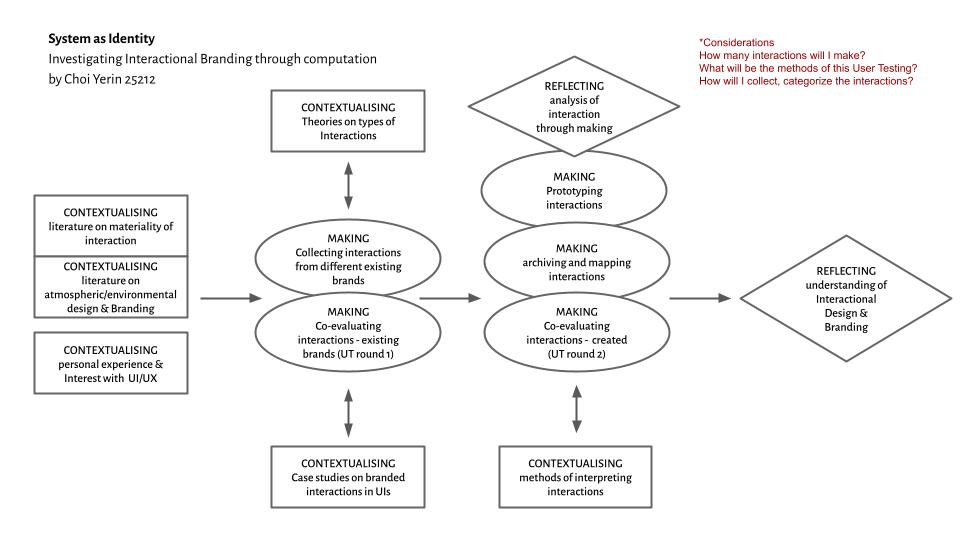 System as Identity
Investigating Interactional Branding through computation
by Choi Yerin 25212
*Considerations
How many interactions will I make?
What will be the methods of this User Testing?
How will I collect, categorize the interactions?
CONTEXTUALISING
literature on materiality of
interaction
CONTEXTUALISING
literature on
atmospheric/environmental
design & Branding
CONTEXTUALISING
personal experience &
Interest with UI/UX
CONTEXTUALISING
Theories on types of
Interactions
MAKING
Collecting interactions
from different existing
brands
MAKING
Co-evaluating
interactions - existing
brands (UT round 1)
CONTEXTUALISING
Case studies on branded
interactions in UIs
REFLECTING
analysis of
interaction
through making
MAKING
Prototyping
interactions
MAKING
archiving and mapping
interactions
MAKING
Co-evaluating
interactions - created
(UT round 2)
CONTEXTUALISING
methods of interpreting
interactions
REFLECTING
understanding of
Interactional
Design &
Branding